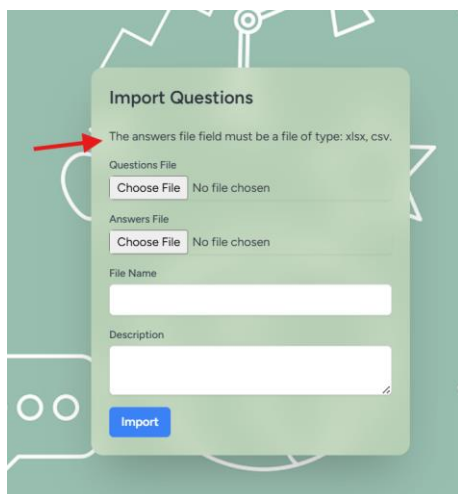 Import Questions
The answers file field must be a file of type: xlsx, csv.
Questions File
Choose File No file chosen
Answers File
Choose File No file chosen
File Name
Description
Import